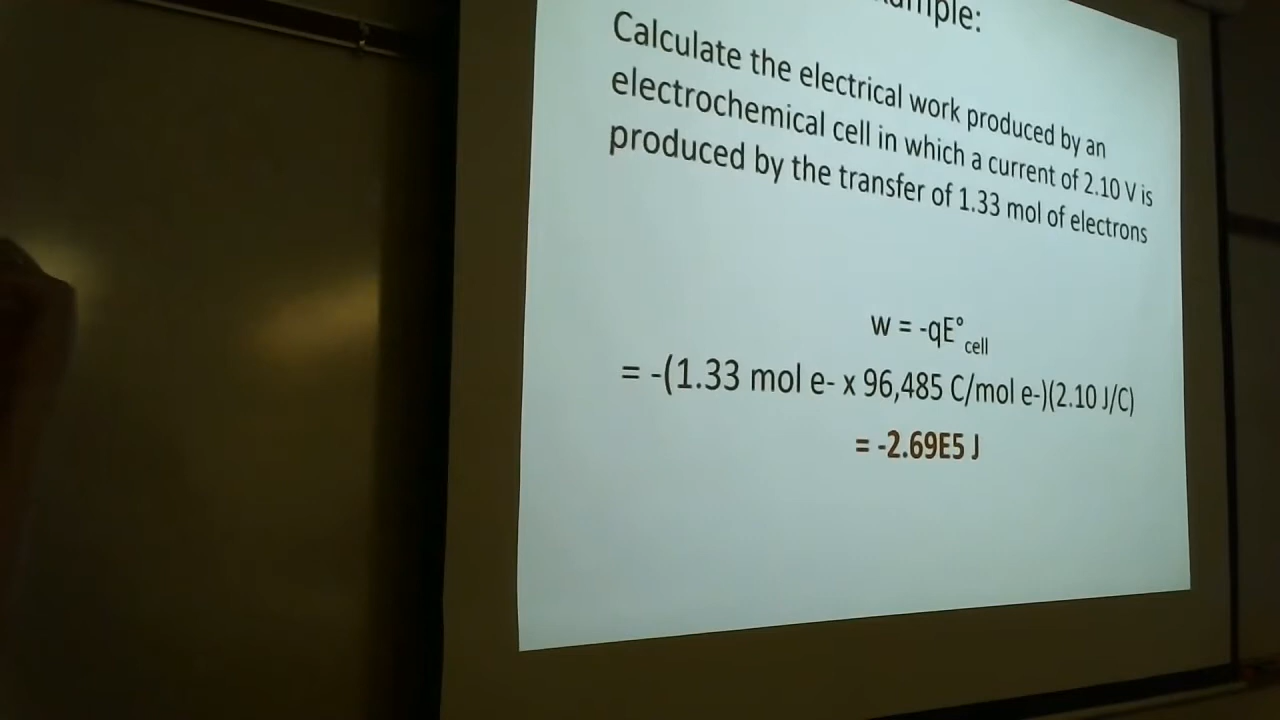 Calculate the electrical work produced by an
electrochemical cell in which a current of 2.10 V is
produced by the transfer of 1.33 mol of electrons
w = -qE°cell
= -(1.33 mol e- x 96,485 C/mol e-)(2.10 J/C)
= -2.69E5 J